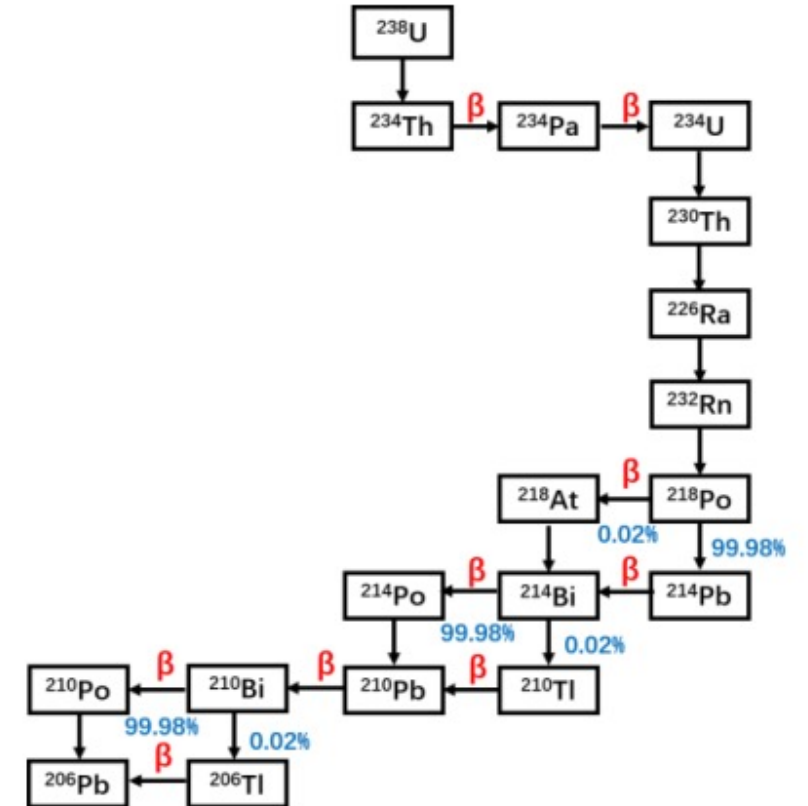 ²³⁸U
β β
²³⁴Th ²³⁴Pa ²³⁴U
²³⁰Th
²²⁶Ra
²³²Rn
β
²¹⁸At ²¹⁸Po
0.02% 99.98%
β β
²¹⁴Po ²¹⁴Bi ²¹⁴Pb
99.98% 0.02%
β β β
²¹⁰Po ²¹⁰Bi ²¹⁰Pb ²¹⁰Tl
99.98% 0.02%
β
²⁰⁶Pb ²⁰⁶Tl